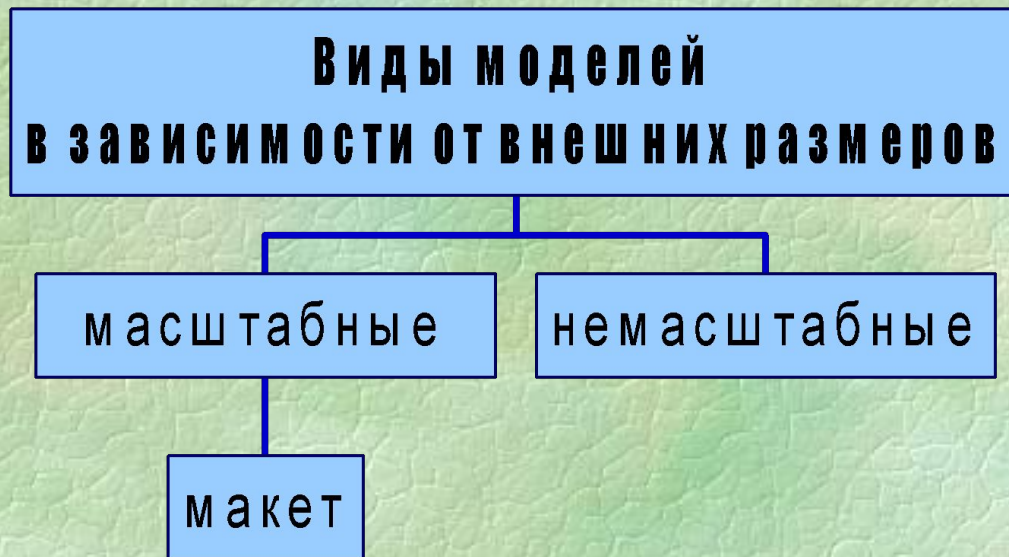 Виды моделей
в зависимости от внешних размеров
масштабные
немасштабные
макет